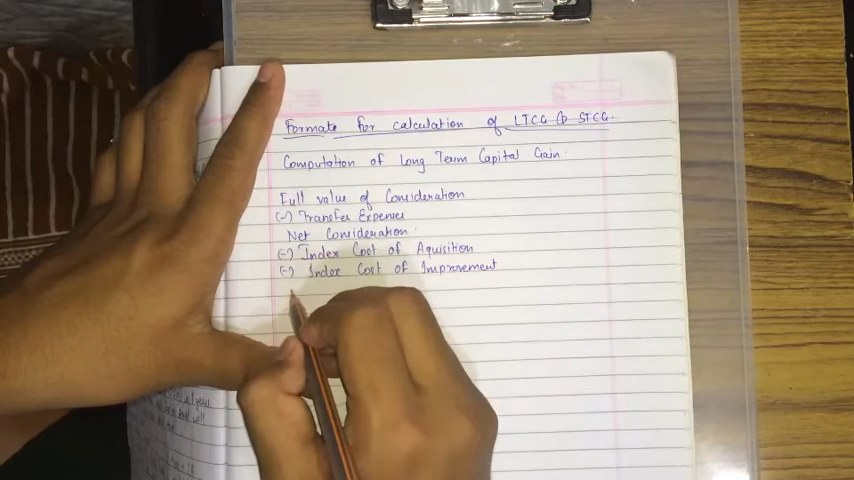 Formate for calculation of LTCG & STCG.
Computation of Long Term Capital Gain.
Full value of Consideration
(-) Transfer Expenses
Net Consideration.
(-) Index Cost of Aquisition
(-) Index Cost of Improvement